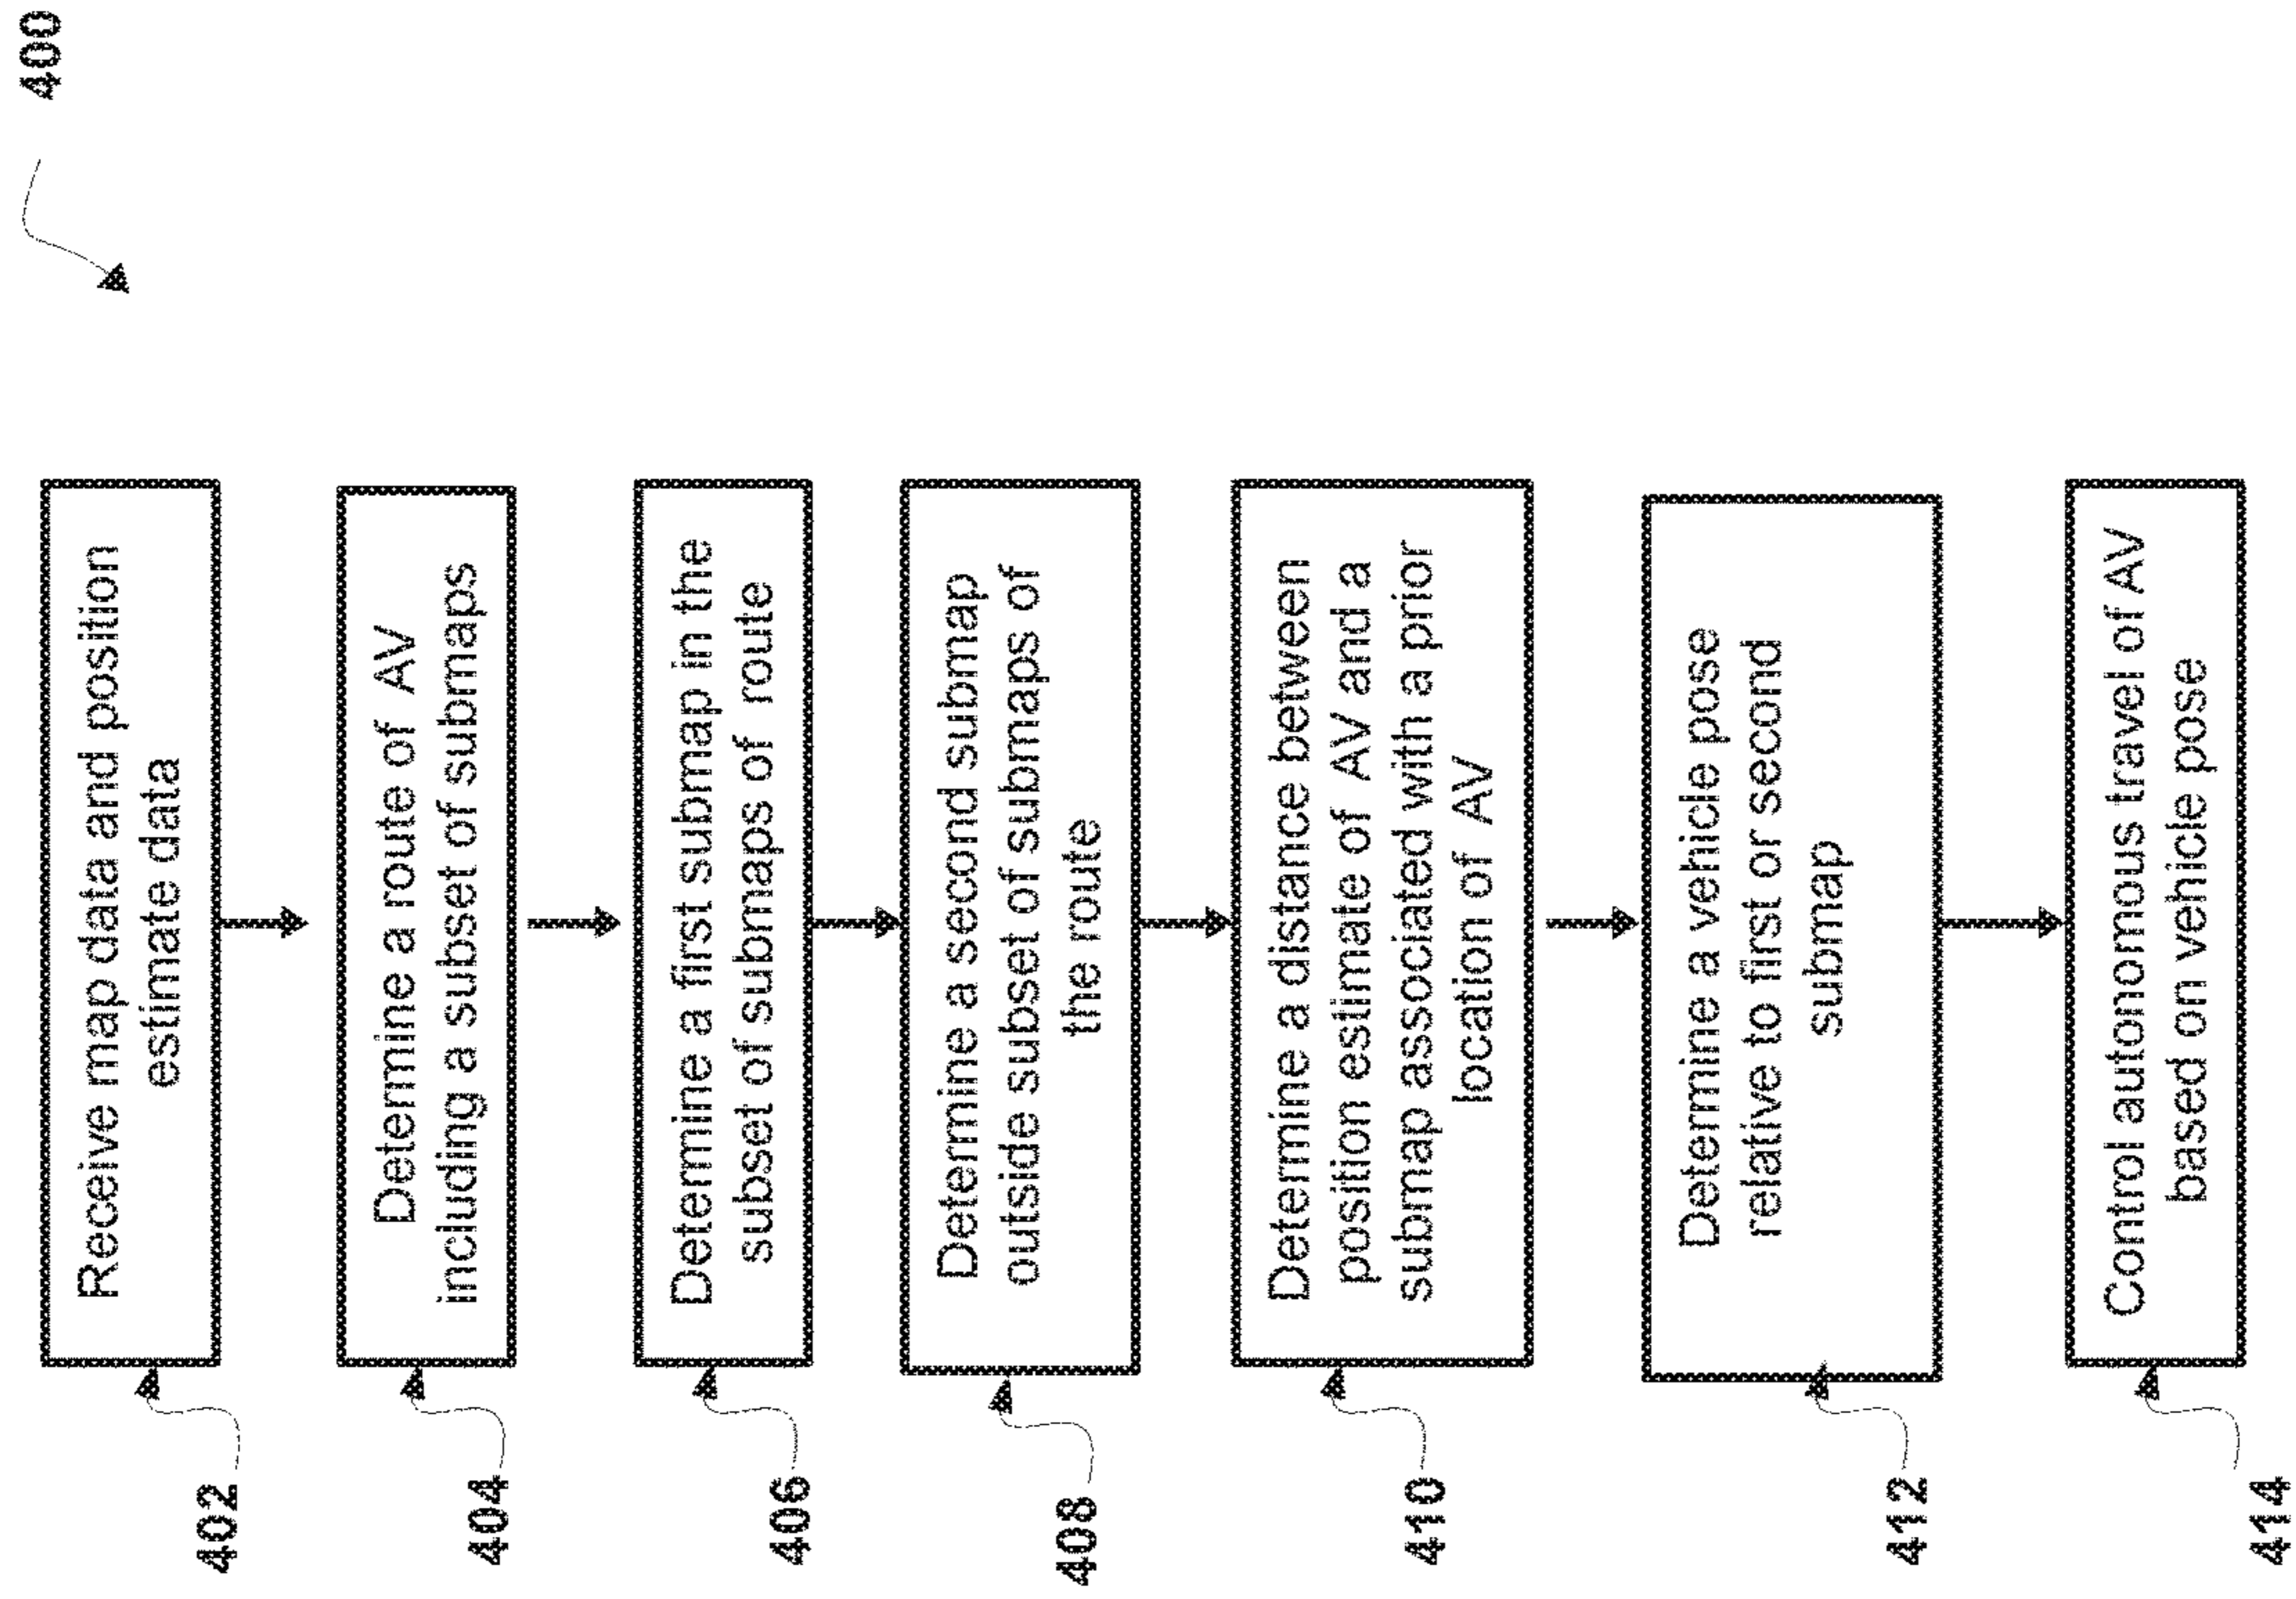 400
402
Receive map data and position
estimate data
404
Determine a route of AV
including a subset of submaps
406
Determine a first submap in the
subset of submaps of route
408
Determine a second submap
outside subset of submaps of
the route
410
Determine a distance between
position estimate of AV and a
submap associated with a prior
location of AV
412
Determine a vehicle pose
relative to first or second
submap
414
Control autonomous travel of AV
based on vehicle pose